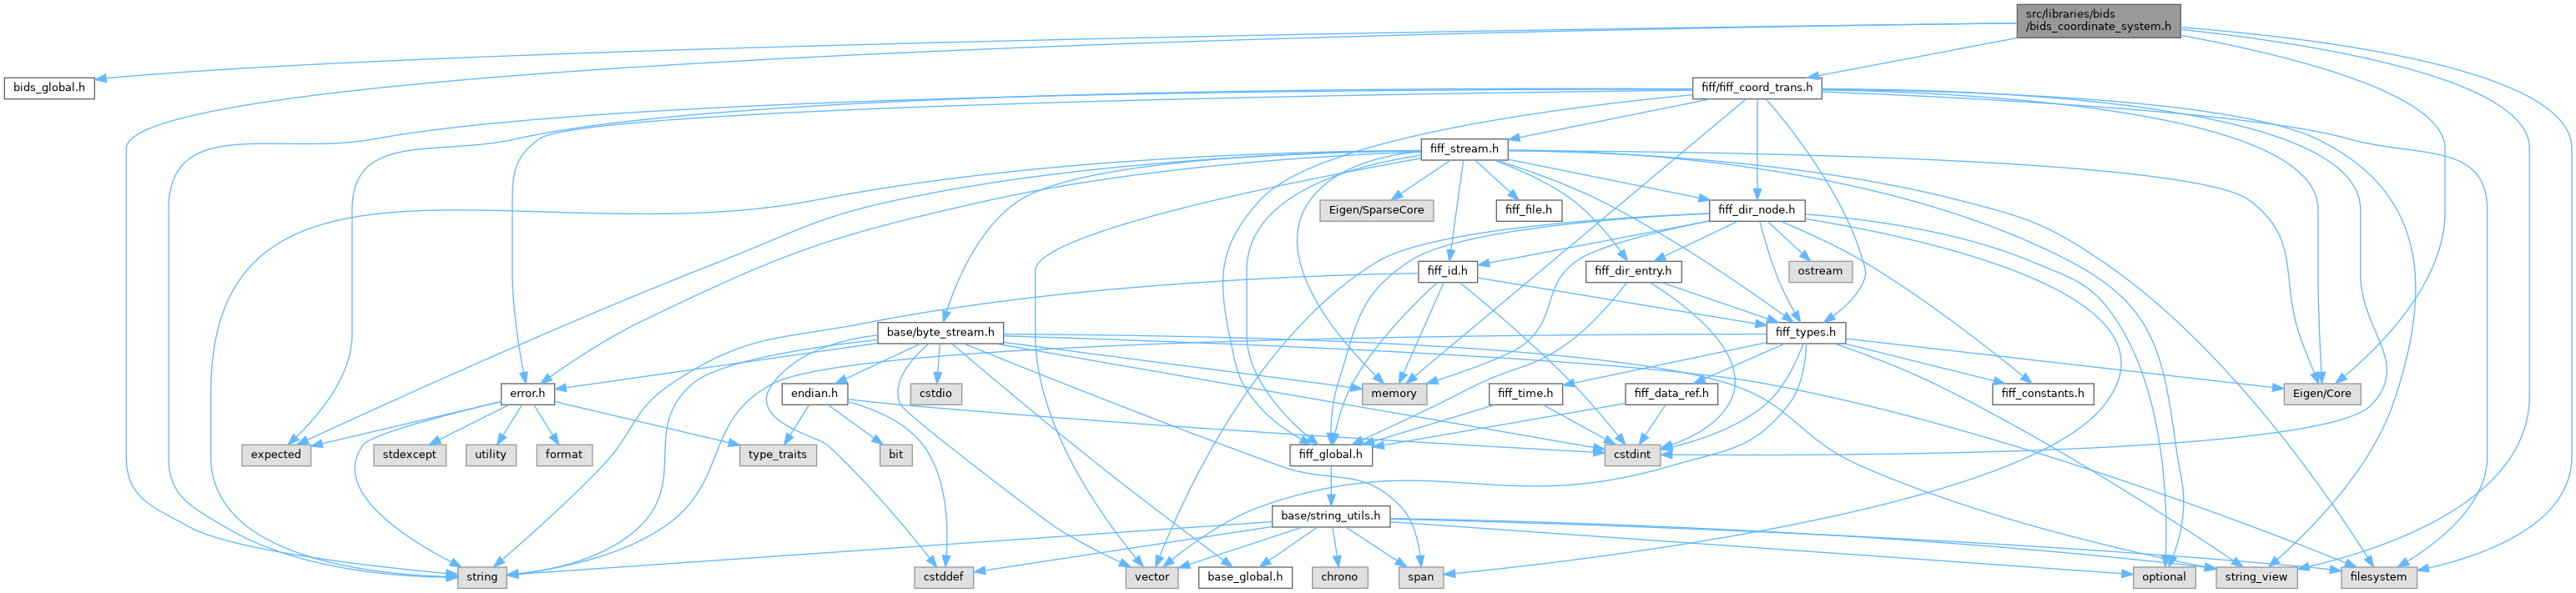 src/libraries/bids
/bids_coordinate_system.h
bids_global.h
fiff/fiff_coord_trans.h
fiff_stream.h
Eigen/SparseCore
fiff_file.h
fiff_dir_node.h
fiff_id.h
fiff_dir_entry.h
ostream
base/byte_stream.h
fiff_types.h
error.h
endian.h
cstdio
memory
fiff_time.h
fiff_data_ref.h
fiff_constants.h
Eigen/Core
expected
stdexcept
utility
format
type_traits
bit
fiff_global.h
cstdint
base/string_utils.h
string
cstddef
vector
base_global.h
chrono
span
optional
string_view
filesystem